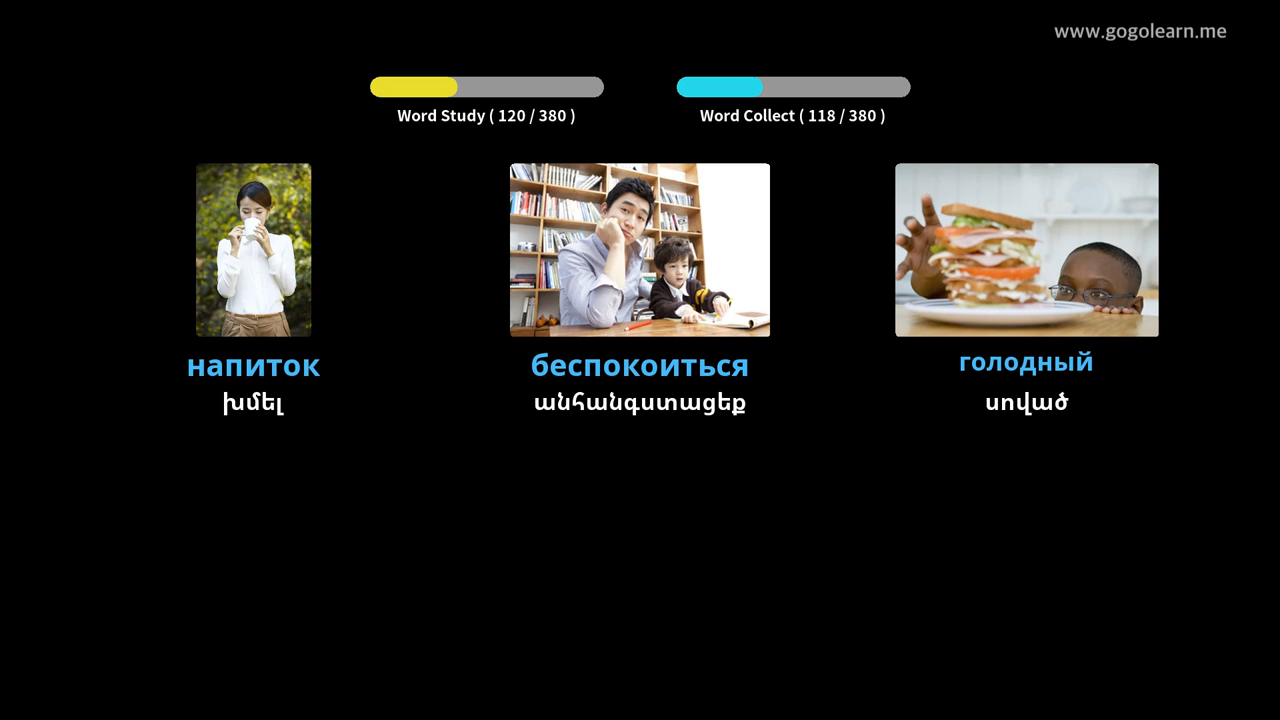 www.gogolearn.me
Word Study ( 120 / 380 )
Word Collect ( 118 / 380 )
напиток
беспокоиться
голодный
խմել
անհանգստացեք
սոված